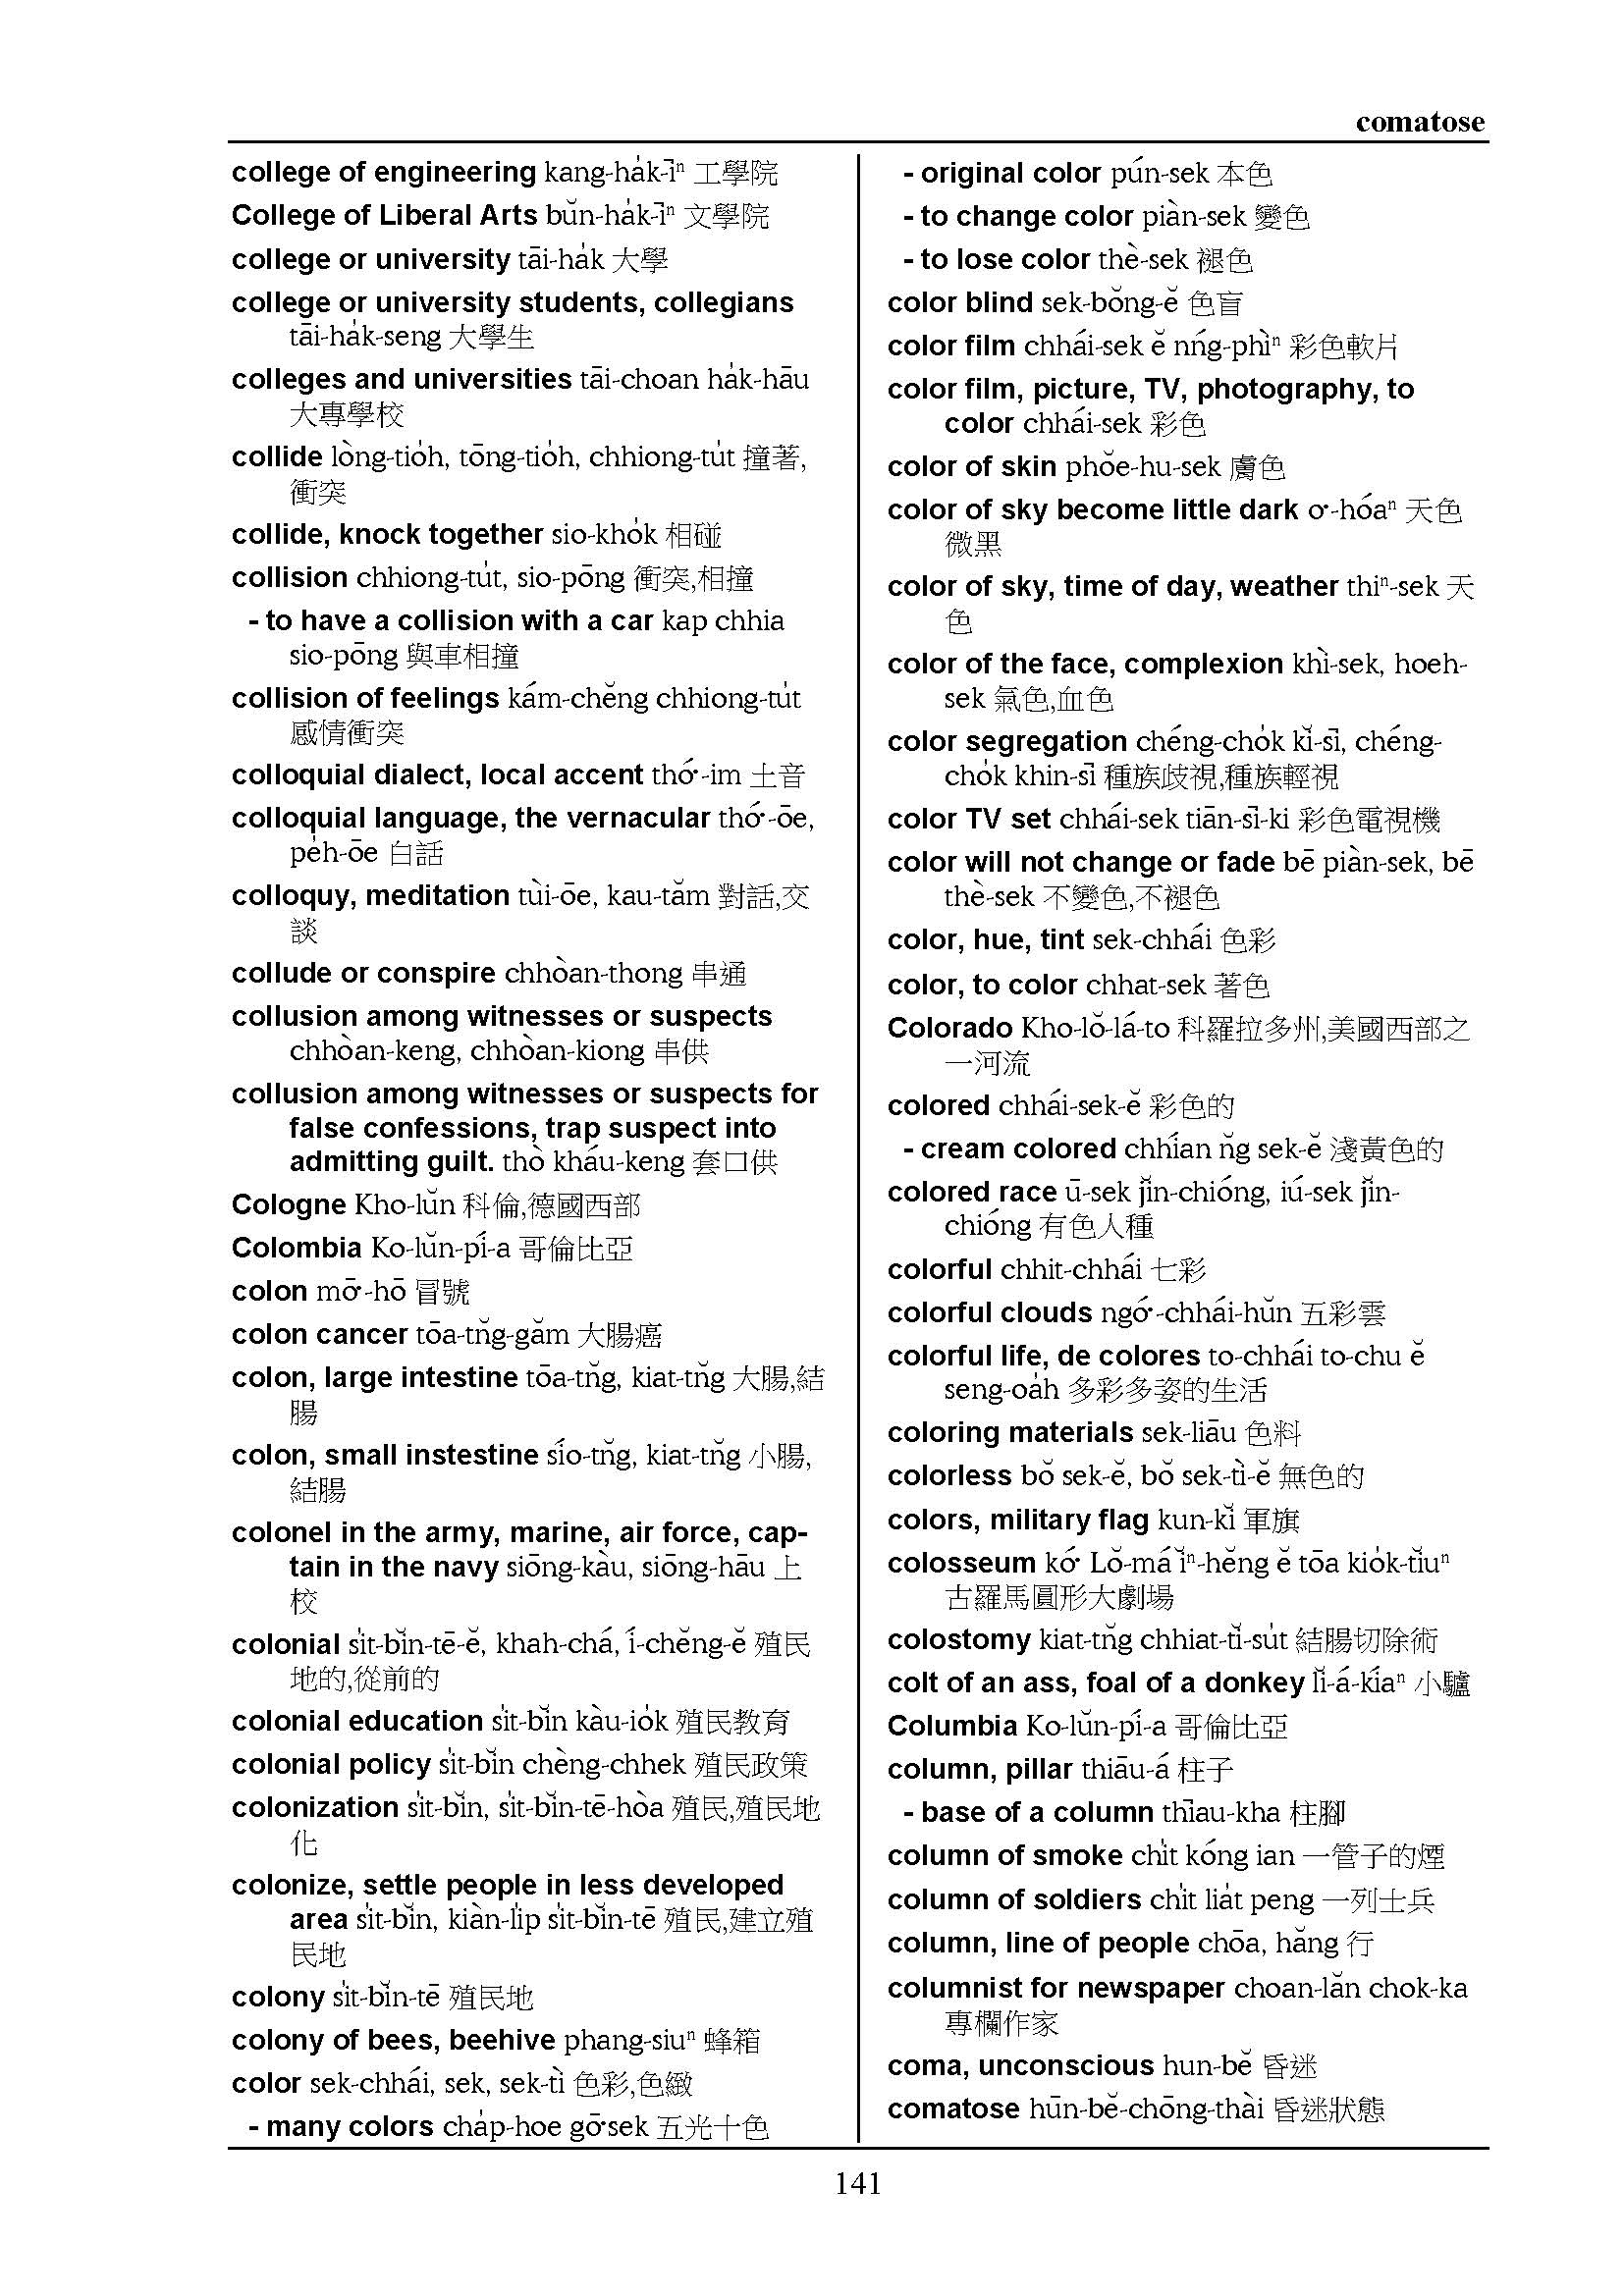 comatose
college of engineering kang-ha̍k-īⁿ 工學院
College of Liberal Arts bŭn-ha̍k-īⁿ 文學院
college or university tāi-ha̍k 大學
college or university students, collegians
tāi-ha̍k-seng 大學生
colleges and universities tāi-choan ha̍k-hāu
大專學校
collide lòng-tio̍h, tōng-tio̍h, chhiong-tu̍t 撞著,
衝突
collide, knock together sio-kho̍k 相碰
collision chhiong-tu̍t, sio-pōng 衝突,相撞
- to have a collision with a car kap chhia
sio-pōng 與車相撞
collision of feelings kám-chĕng chhiong-tu̍t
感情衝突
colloquial dialect, local accent thó͘-im 土音
colloquial language, the vernacular thó͘-ōe,
pe̍h-ōe 白話
colloquy, meditation tùi-ōe, kau-tăm 對話,交
談
collude or conspire chhòan-thong 串通
collusion among witnesses or suspects
chhòan-keng, chhòan-kiong 串供
collusion among witnesses or suspects for
false confessions, trap suspect into
admitting guilt. thò kháu-keng 套口供
Cologne Kho-lŭn 科倫,德國西部
Colombia Ko-lŭn-pí-a 哥倫比亞
colon mō͘-hō 冒號
colon cancer tōa-tn̆g-găm 大腸癌
colon, large intestine tōa-tn̆g, kiat-tn̆g 大腸,結
腸
colon, small instestine sío-tn̆g, kiat-tn̆g 小腸,
結腸
colonel in the army, marine, air force, cap-
tain in the navy siōng-kàu, siōng-hāu 上
校
colonial si̍t-bĭn-tē-ĕ, khah-chá, í-chĕng-ĕ 殖民
地的,從前的
colonial education si̍t-bĭn kàu-io̍k 殖民教育
colonial policy si̍t-bĭn chèng-chhek 殖民政策
colonization si̍t-bĭn, si̍t-bĭn-tē-hòa 殖民,殖民地
化
colonize, settle people in less developed
area si̍t-bĭn, kiàn-li̍p si̍t-bĭn-tē 殖民,建立殖
民地
colony si̍t-bĭn-tē 殖民地
colony of bees, beehive phang-siuⁿ 蜂箱
color sek-chhái, sek, sek-tì 色彩,色緻
- many colors cha̍p-hoe gō͘sek 五光十色
- original color pún-sek 本色
- to change color piàn-sek 變色
- to lose color thè-sek 褪色
color blind sek-bŏng-ĕ 色盲
color film chhái-sek ĕ nńg-phìⁿ 彩色軟片
color film, picture, TV, photography, to
color chhái-sek 彩色
color of skin phŏe-hu-sek 膚色
color of sky become little dark o͘-hóaⁿ 天色
微黑
color of sky, time of day, weather thiⁿ-sek 天
色
color of the face, complexion khì-sek, hoeh-
sek 氣色,血色
color segregation chéng-cho̍k kĭ-sī, chéng-
cho̍k khin-sī 種族歧視,種族輕視
color TV set chhái-sek tiān-sī-ki 彩色電視機
color will not change or fade bē piàn-sek, bē
thè-sek 不變色,不褪色
color, hue, tint sek-chhái 色彩
color, to color chhat-sek 著色
Colorado Kho-lŏ-lá-to 科羅拉多州,美國西部之
一河流
colored chhái-sek-ĕ 彩色的
- cream colored chhían n̆g sek-ĕ 淺黃色的
colored race ū-sek jĭn-chióng, iú-sek jĭn-
chióng 有色人種
colorful chhit-chhái 七彩
colorful clouds ngó͘-chhái-hŭn 五彩雲
colorful life, de colores to-chhái to-chu ĕ
seng-oa̍h 多彩多姿的生活
coloring materials sek-liāu 色料
colorless bŏ sek-ĕ, bŏ sek-tì-ĕ 無色的
colors, military flag kun-kĭ 軍旗
colosseum kó͘ Lŏ-má ĭⁿ-hĕng ĕ tōa kio̍k-tĭuⁿ
古羅馬圓形大劇場
colostomy kiat-tn̆g chhiat-tĭ-su̍t 結腸切除術
colt of an ass, foal of a donkey lĭ-á-kíaⁿ 小驢
Columbia Ko-lŭn-pí-a 哥倫比亞
column, pillar thiāu-á 柱子
- base of a column thīau-kha 柱腳
column of smoke chi̍t kóng ian 一管子的煙
column of soldiers chi̍t lia̍t peng 一列士兵
column, line of people chōa, hăng 行
columnist for newspaper choan-lăn chok-ka
專欄作家
coma, unconscious hun-bĕ 昏迷
comatose hūn-bĕ-chōng-thài 昏迷狀態
141